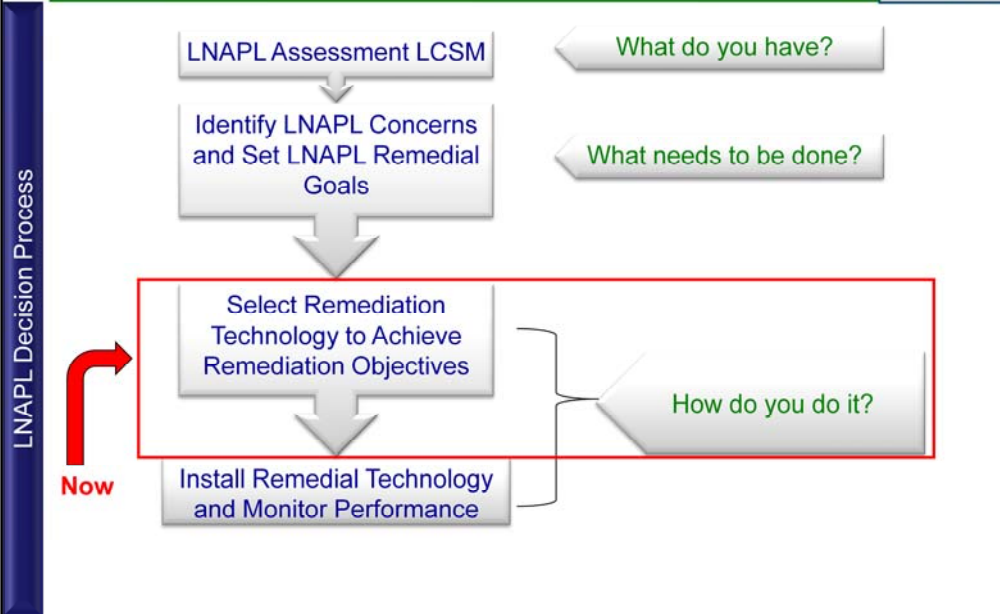 LNAPL Decision Process
LNAPL Assessment LCSM
What do you have?
Identify LNAPL Concerns
and Set LNAPL Remedial
Goals
What needs to be done?
Select Remediation
Technology to Achieve
Remediation Objectives
How do you do it?
Now
Install Remedial Technology
and Monitor Performance